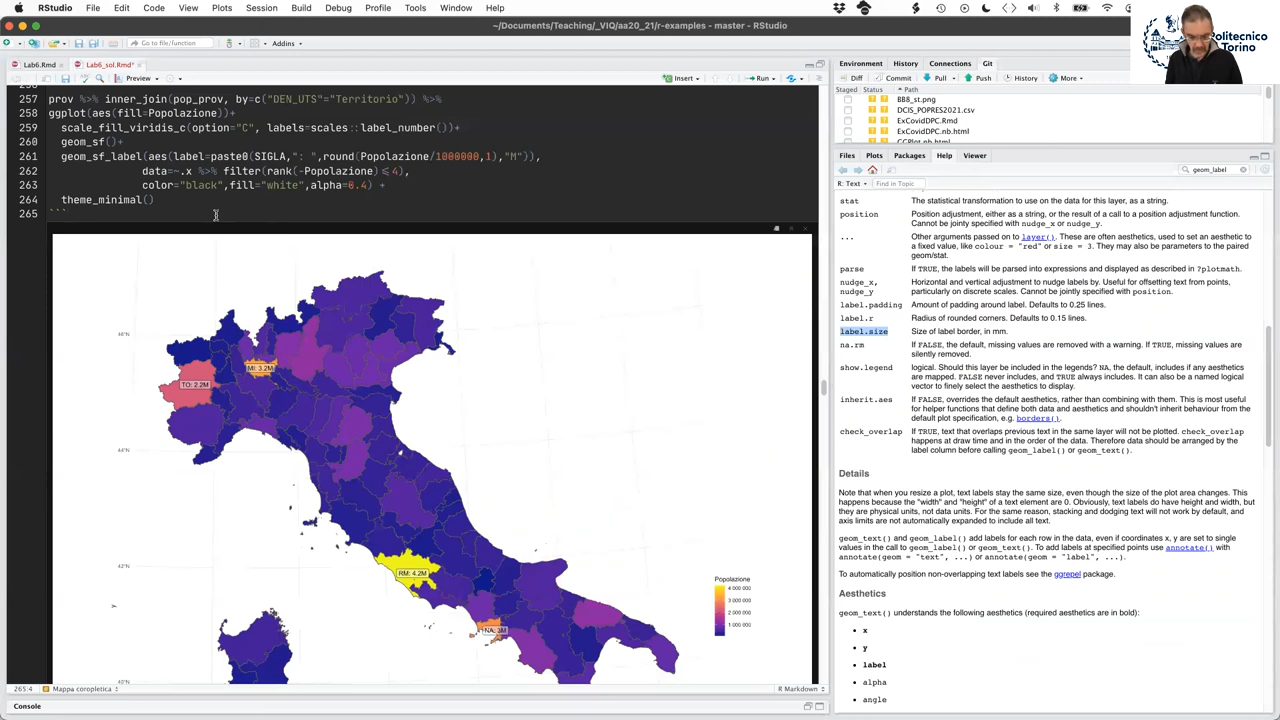 RStudio File Edit Code View Plots Session Build Debug Profile Tools Window Help
~/Documents/Teaching/_VIQ/aa20_21/r-examples - master - RStudio
Go to file/function Addins
Politecnico
di Torino
Lab6.Rmd Lab6_sol.Rmd*
Preview Insert Run
257 prov %>% inner_join(pop_prov, by=c("DEN_UTS"="Territorio")) %>%
258 ggplot(aes(fill=Popolazione))+
259 scale_fill_viridis_c(option="C", labels=scales::label_number())+
260 geom_sf()+
261 geom_sf_label(aes(label=paste0(SIGLA,": ",round(Popolazione/1000000,1),"M")),
262 data=~.x %>% filter(rank(-Popolazione)<=4),
263 color="black",fill="white",alpha=0.4) +
264 theme_minimal()
265 ```
46°N
44°N
42°N
40°N
y
TO: 2.2M
MI: 3.2M
RM: 4.2M
NA: 3M
Popolazione
4 000 000
3 000 000
2 000 000
1 000 000
265:4 Mappa coropletica R Markdown
Console
Environment History Connections Git
Diff Commit Pull Push History More
Staged Status Path
? ? BB8_st.png
? ? DCIS_POPRES2021.csv
? ? ExCovidDPC.Rmd
? ? ExCovidDPC.nb.html
Files Plots Packages Help Viewer
geom_label
R: Text Find in Topic
stat The statistical transformation to use on the data for this layer, as a string.
position Position adjustment, either as a string, or the result of a call to a position adjustment function.
Cannot be jointly specified with nudge_x or nudge_y.
... Other arguments passed on to layer(). These are often aesthetics, used to set an aesthetic to
a fixed value, like colour = "red" or size = 3. They may also be parameters to the paired
geom/stat.
parse If TRUE, the labels will be parsed into expressions and displayed as described in ?plotmath.
nudge_x, Horizontal and vertical adjustment to nudge labels by. Useful for offsetting text from points,
nudge_y particularly on discrete scales. Cannot be jointly specified with position.
label.padding Amount of padding around label. Defaults to 0.25 lines.
label.r Radius of rounded corners. Defaults to 0.15 lines.
label.size Size of label border, in mm.
na.rm If FALSE, the default, missing values are removed with a warning. If TRUE, missing values are
silently removed.
show.legend logical. Should this layer be included in the legends? NA, the default, includes if any aesthetics
are mapped. FALSE never includes, and TRUE always includes. It can also be a named logical
vector to finely select the aesthetics to display.
inherit.aes If FALSE, overrides the default aesthetics, rather than combining with them. This is most useful
for helper functions that define both data and aesthetics and shouldn't inherit behaviour from the
default plot specification, e.g. borders().
check_overlap If TRUE, text that overlaps previous text in the same layer will not be plotted. check_overlap
happens at draw time and in the order of the data. Therefore data should be arranged by the
label column before calling geom_label() or geom_text().
Details
Note that when you resize a plot, text labels stay the same size, even though the size of the plot area changes. This
happens because the "width" and "height" of a text element are 0. Obviously, text labels do have height and width, but
they are physical units, not data units. For the same reason, stacking and dodging text will not work by default, and
axis limits are not automatically expanded to include all text.
geom_text() and geom_label() add labels for each row in the data, even if coordinates x, y are set to single
values in the call to geom_label() or geom_text(). To add labels at specified points use annotate() with
annotate(geom = "text", ...) or annotate(geom = "label", ...).
To automatically position non-overlapping text labels see the ggrepel package.
Aesthetics
geom_text() understands the following aesthetics (required aesthetics are in bold):
• x
• y
• label
• alpha
• angle